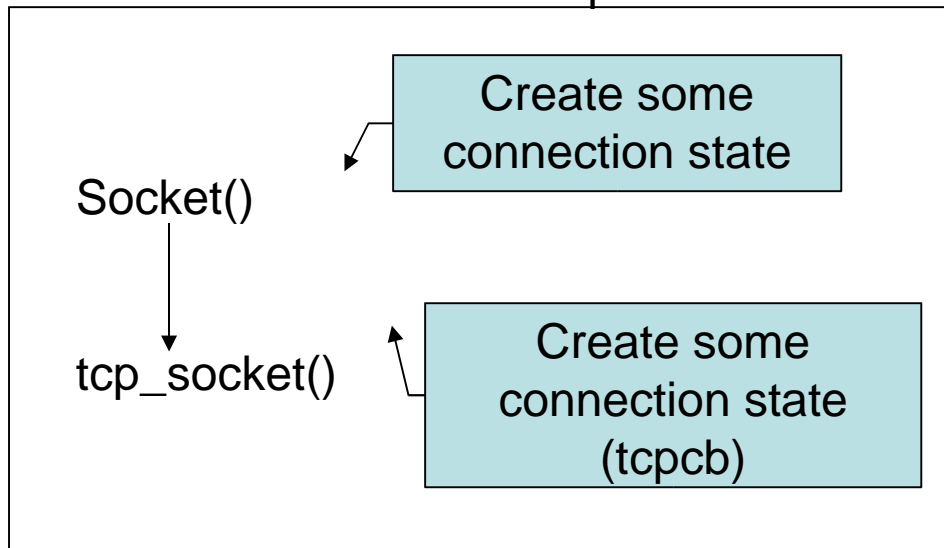 Create some
connection state
Socket()
Create some
connection state
(tcpcb)
tcp_socket()